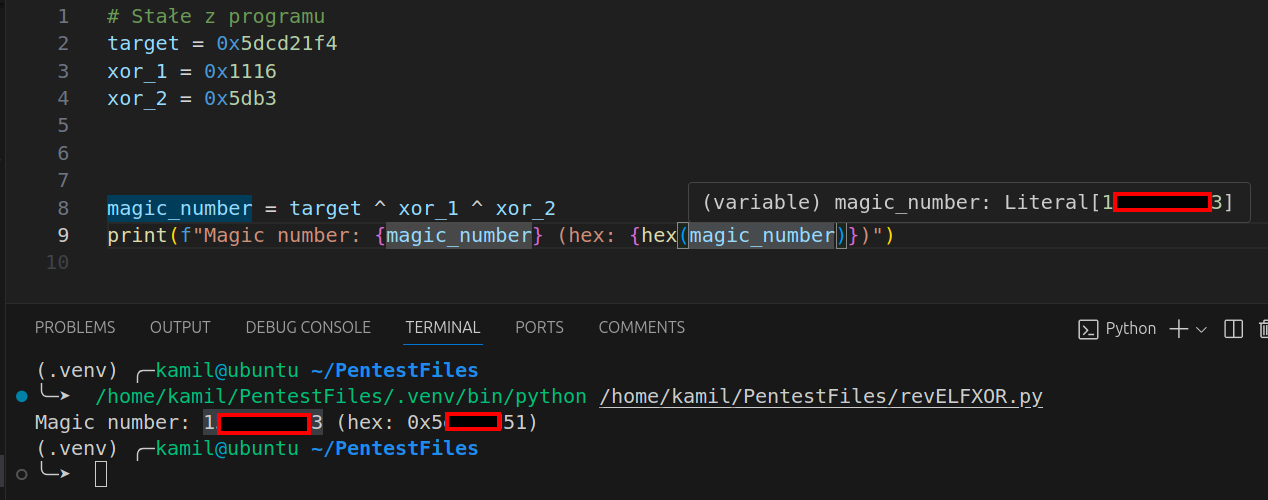 1 # Stałe z programu
2 target = 0x5dcd21f4
3 xor_1 = 0x1116
4 xor_2 = 0x5db3
5
6
7
(variable) magic_number: Literal[1 3]
8 magic_number = target ^ xor_1 ^ xor_2
9 print(f"Magic number: {magic_number} (hex: {hex(magic_number)})")
10
PROBLEMS OUTPUT DEBUG CONSOLE TERMINAL PORTS COMMENTS Python
(.venv) ╭─kamil@ubuntu ~/PentestFiles
╰─➤ /home/kamil/PentestFiles/.venv/bin/python /home/kamil/PentestFiles/revELFXOR.py
Magic number: 1 3 (hex: 0x5 51)
(.venv) ╭─kamil@ubuntu ~/PentestFiles
╰─➤